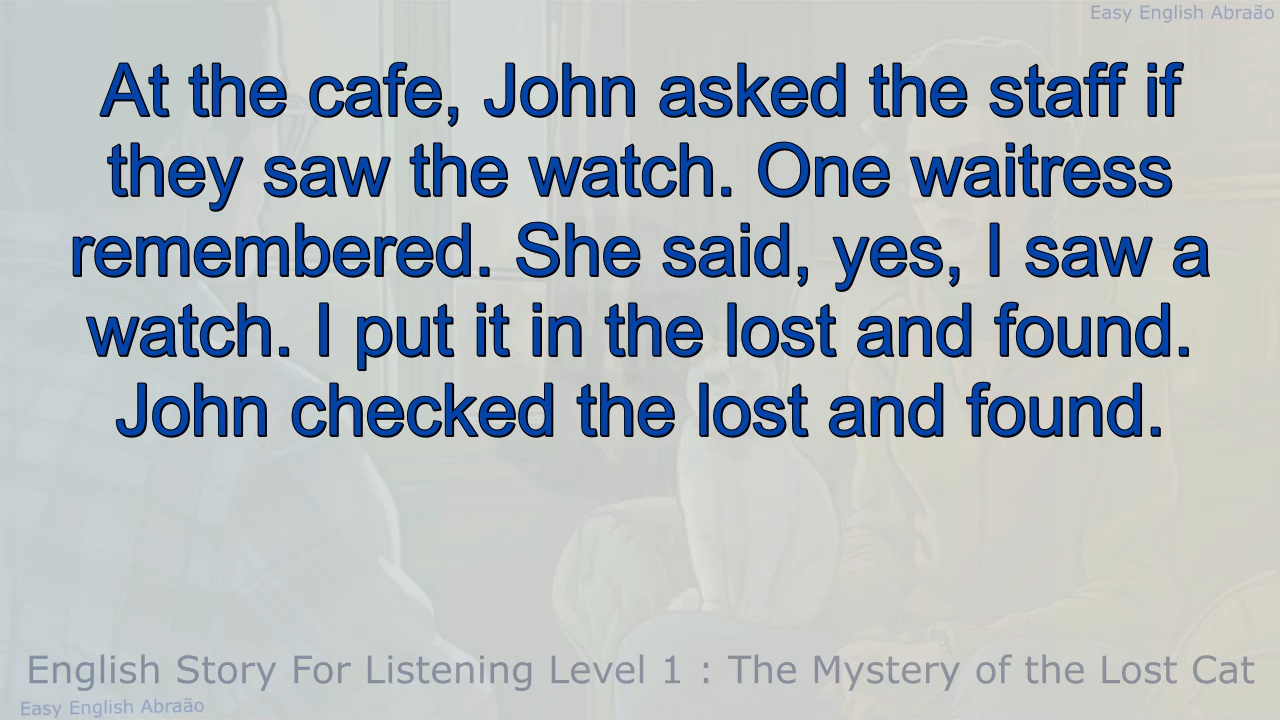 Easy English Abraão
At the cafe, John asked the staff if
they saw the watch. One waitress
remembered. She said, yes, I saw a
watch. I put it in the lost and found.
John checked the lost and found.
English Story For Listening Level 1 : The Mystery of the Lost Cat
Easy English Abraão